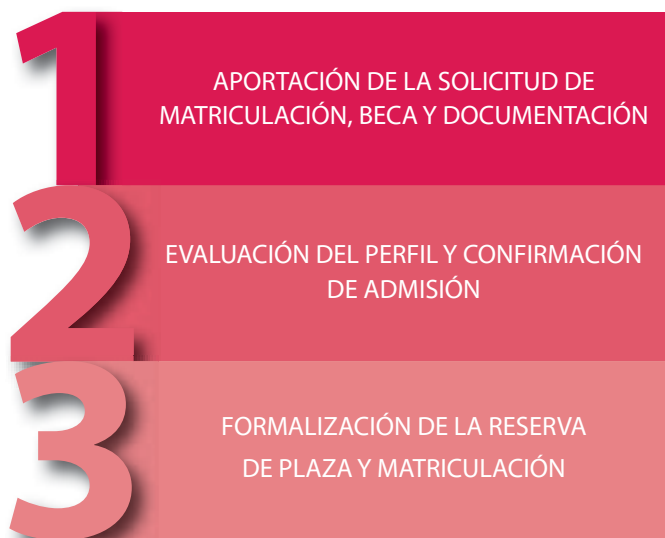 1
APORTACIÓN DE LA SOLICITUD DE
MATRICULACIÓN, BECA Y DOCUMENTACIÓN
2
EVALUACIÓN DEL PERFIL Y CONFIRMACIÓN
DE ADMISIÓN
3
FORMALIZACIÓN DE LA RESERVA
DE PLAZA Y MATRICULACIÓN